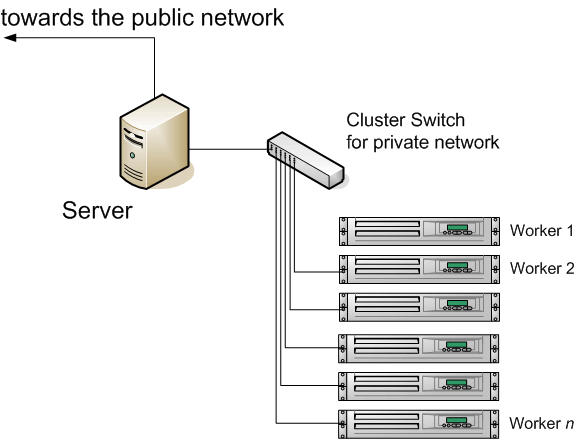 towards the public network
Cluster Switch
for private network
Server
Worker 1
Worker 2
Worker n